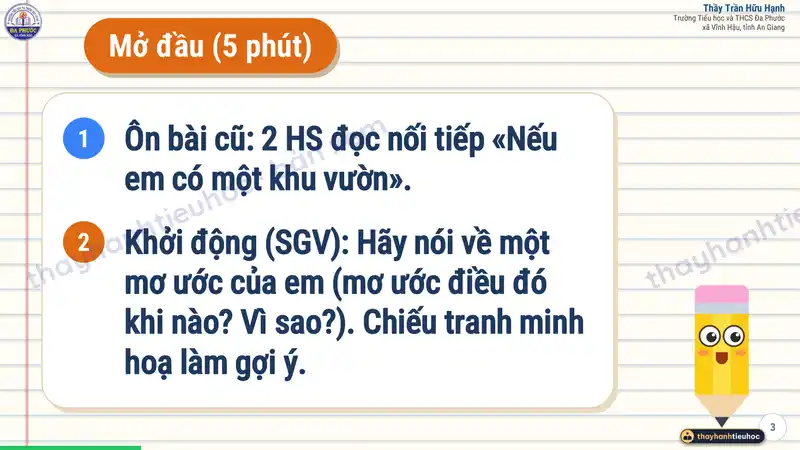 Thầy Trần Hữu Hạnh
Trường Tiểu học và THCS Đa Phước
xã Vĩnh Hậu, tỉnh An Giang
ĐA PHƯỚC
Mở đầu (5 phút)
1
Ôn bài cũ: 2 HS đọc nối tiếp «Nếu
em có một khu vườn».
2
Khởi động (SGV): Hãy nói về một
mơ ước của em (mơ ước điều đó
khi nào? Vì sao?). Chiếu tranh minh
hoạ làm gợi ý.
thayhanhtieuhoc
3